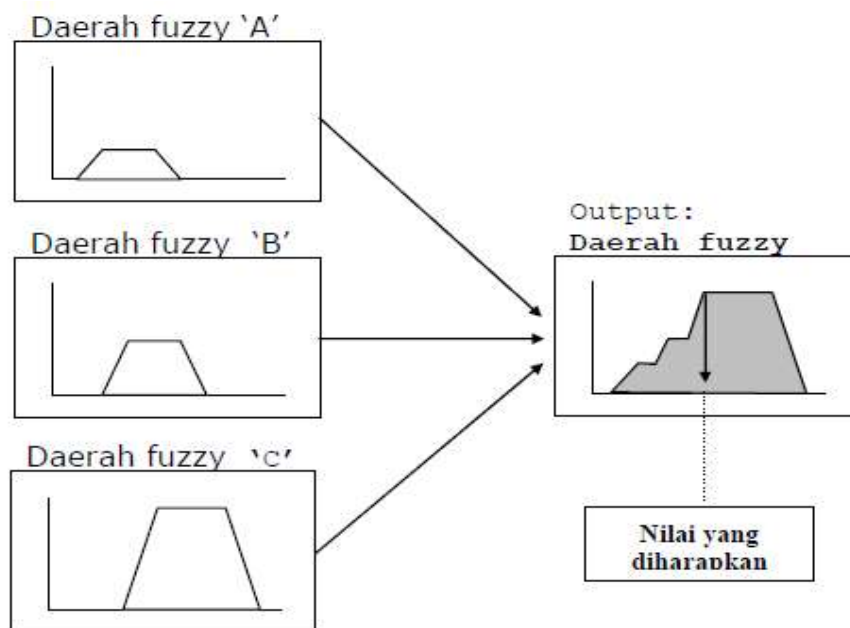 Daerah fuzzy ‘A’
Daerah fuzzy ‘B’
Daerah fuzzy ‘C’
Output:
Daerah fuzzy
Nilai yang
diharapkan